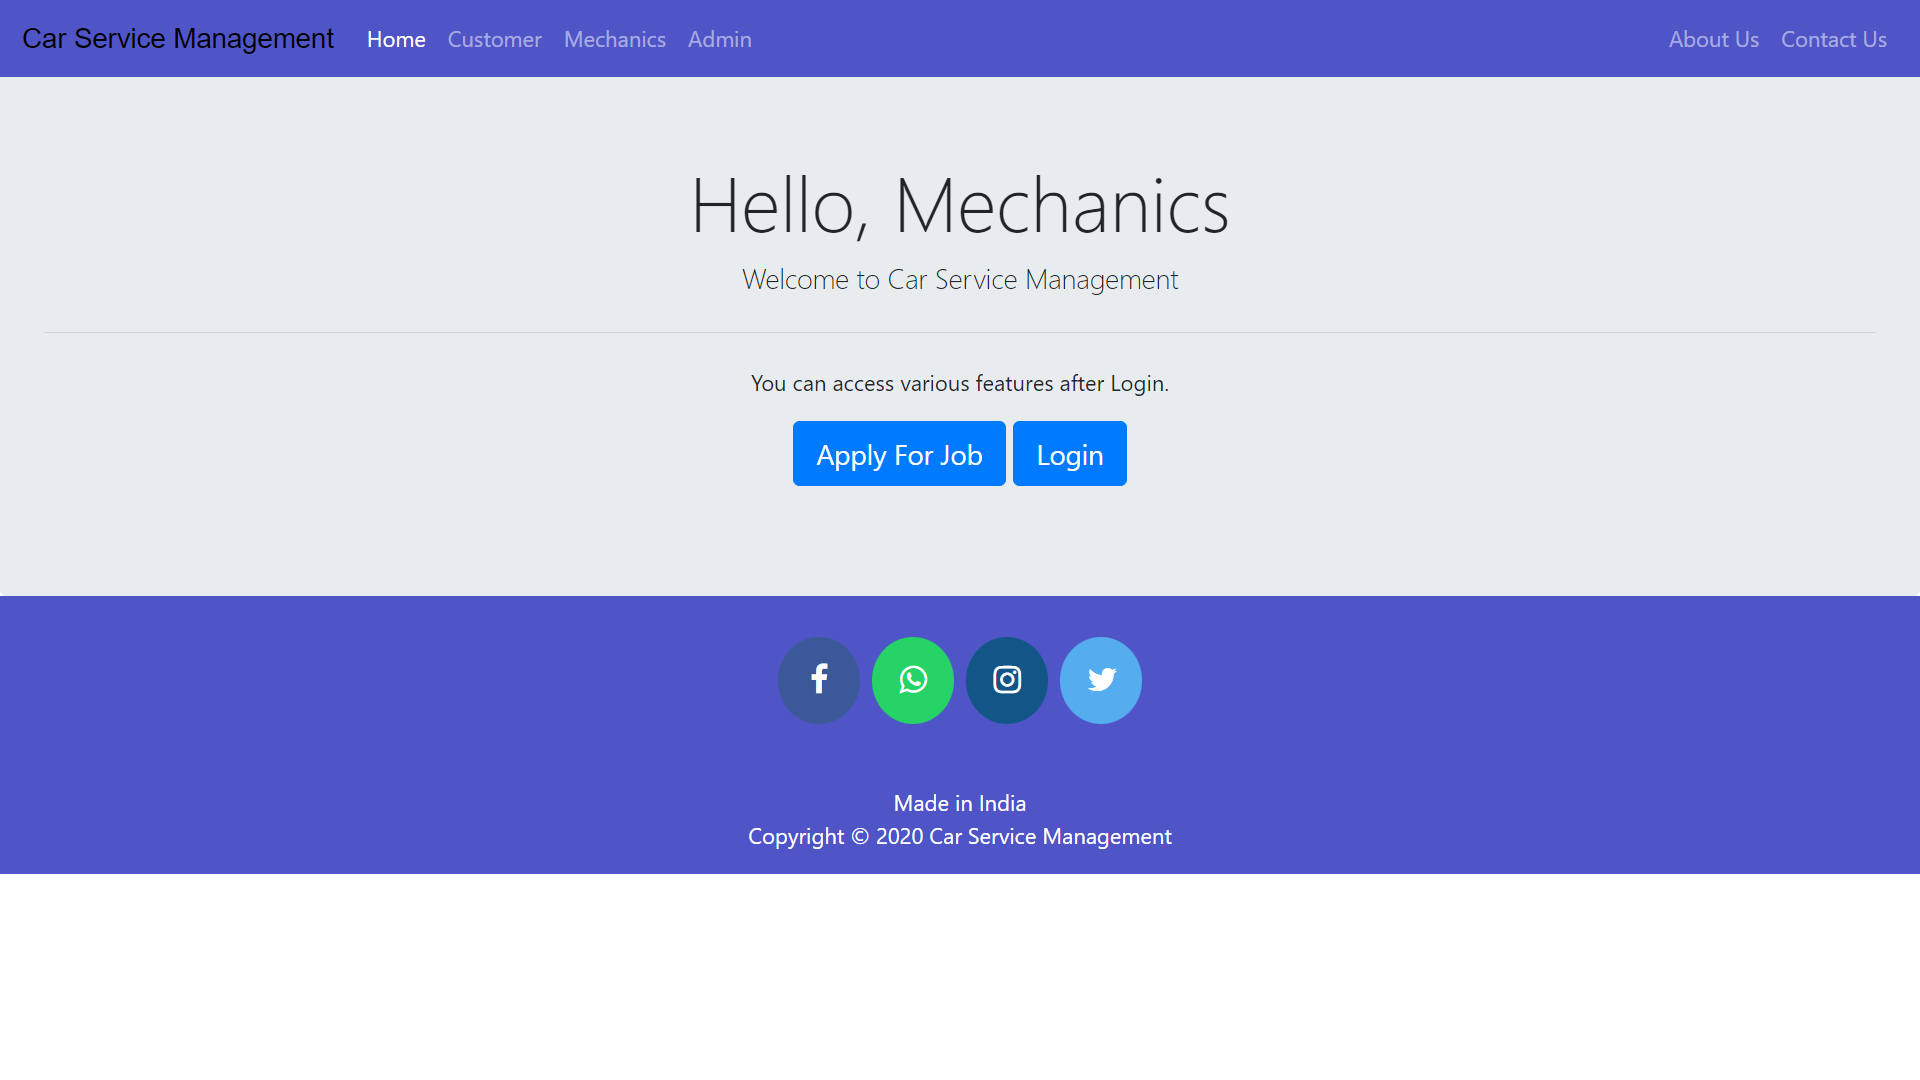 Car Service Management Home Customer Mechanics Admin About Us Contact Us
Hello, Mechanics
Welcome to Car Service Management
You can access various features after Login.
Apply For Job Login
Made in India
Copyright © 2020 Car Service Management